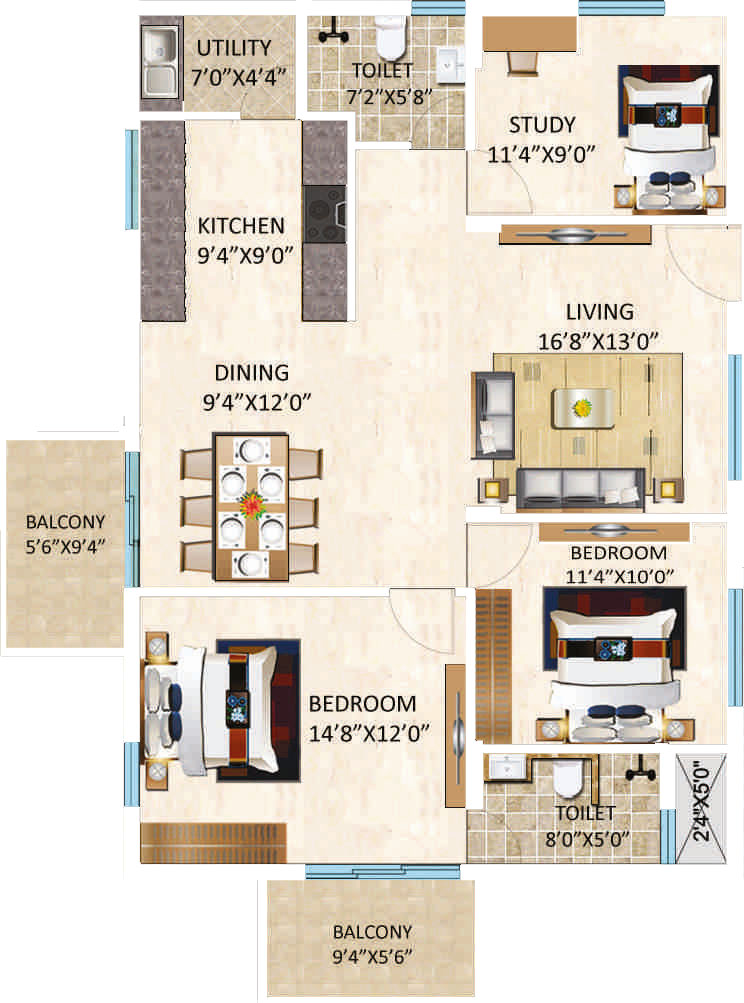 UTILITY
7’0”X4’4”
TOILET
7’2”X5’8”
STUDY
11’4”X9’0”
KITCHEN
9’4”X9’0”
LIVING
16’8”X13’0”
DINING
9’4”X12’0”
BALCONY
5’6”X9’4”
BEDROOM
11’4”X10’0”
BEDROOM
14’8”X12’0”
2'4"X5'0"
TOILET
8’0”X5’0”
BALCONY
9’4”X5’6”